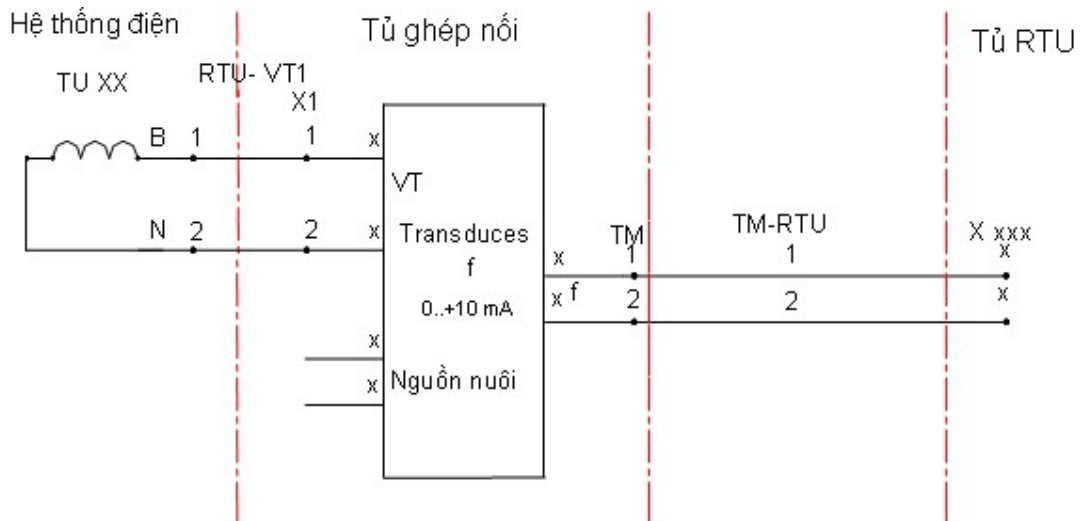 Hệ thống điện
Tủ ghép nối
Tủ RTU
TU XX
RTU- VT1
X1
B 1 1 x
VT
N 2 2 x
Transduces
f
0..+10 mA
x
x Nguồn nuôi
TM
TM-RTU
X xxx
x 1 1 x
x f 2 2 x